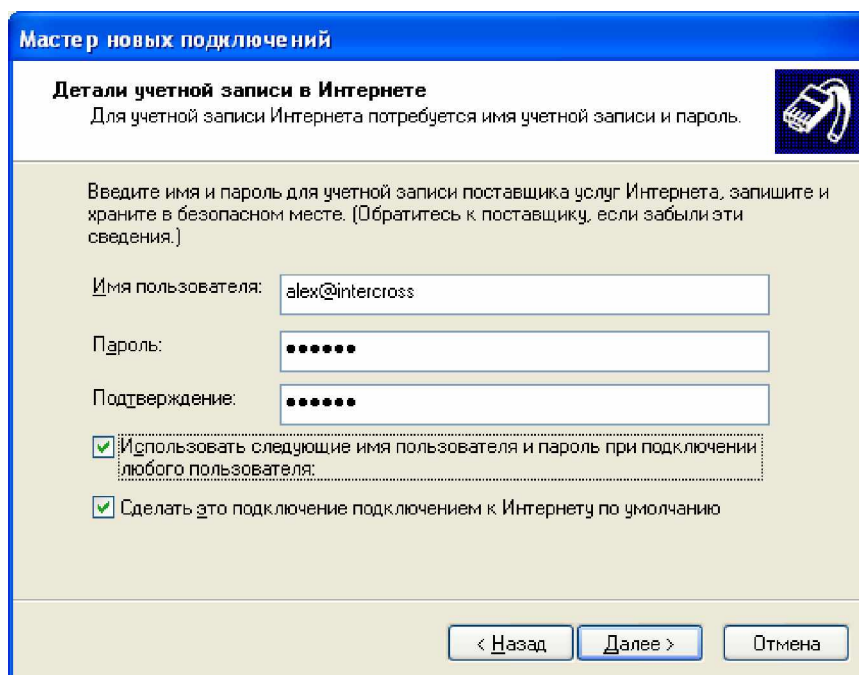 Мастер новых подключений
Детали учетной записи в Интернете
Для учетной записи Интернета потребуется имя учетной записи и пароль.
Введите имя и пароль для учетной записи поставщика услуг Интернета, запишите и
храните в безопасном месте. (Обратитесь к поставщику, если забыли эти
сведения.)
Имя пользователя: alex@intercross
Пароль: ●●●●●●
Подтверждение: ●●●●●●
Использовать следующие имя пользователя и пароль при подключении
любого пользователя:
Сделать это подключение подключением к Интернету по умолчанию
< Назад Далее > Отмена